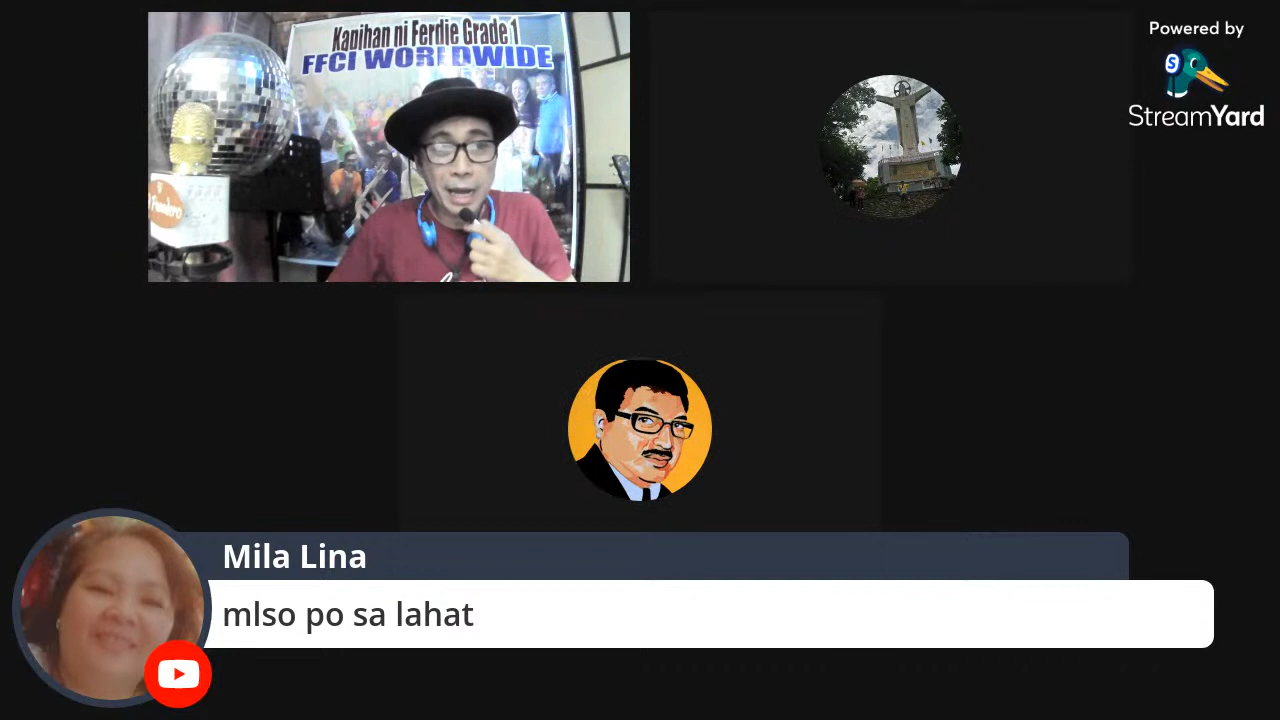 Kapihan ni Ferdie Grade 1
FFCI WORLDWIDE
Powered by
S
StreamYard
Mila Lina
mlso po sa lahat